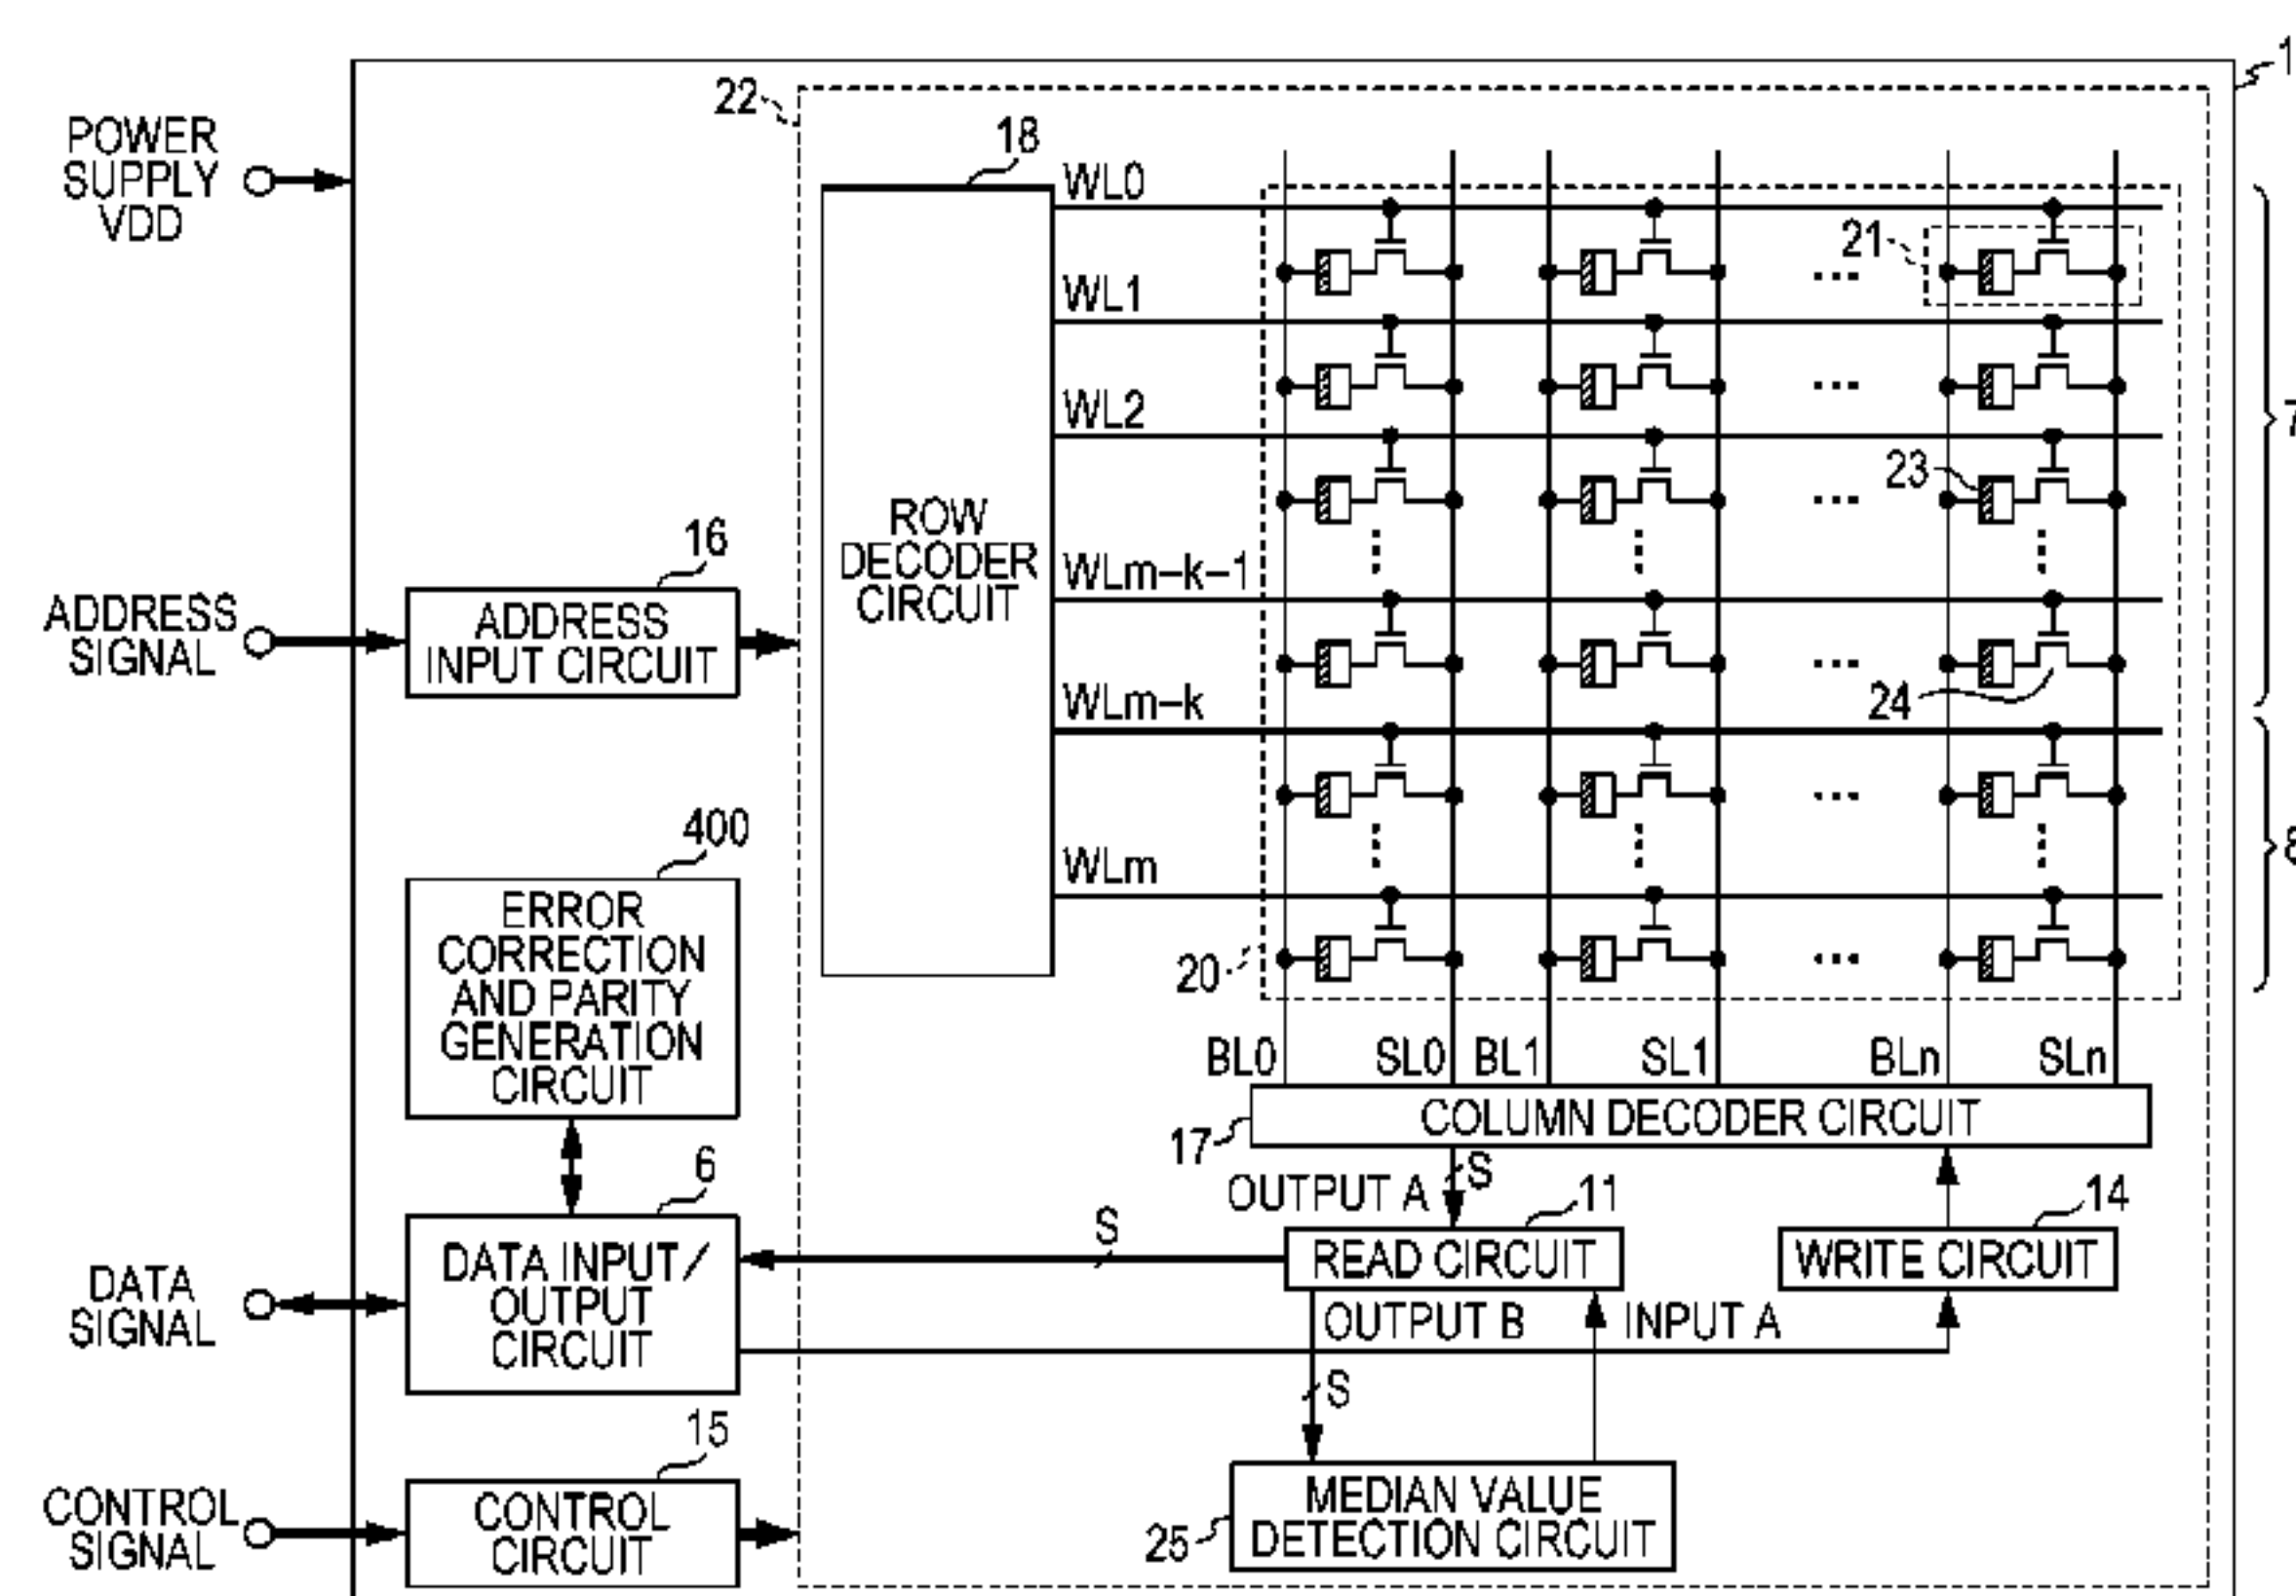 1
22
POWER
SUPPLY
VDD
18
WL0
21
WL1
WL2
7
23
ROW
DECODER
CIRCUIT
16
WLm–k–1
ADDRESS
SIGNAL
ADDRESS
INPUT CIRCUIT
WLm–k
24
400
8
WLm
ERROR
CORRECTION
AND PARITY
GENERATION
CIRCUIT
20
BL0
SL0
BL1
SL1
BLn
SLn
COLUMN DECODER CIRCUIT
17
6
S
OUTPUT A
11
14
S
DATA INPUT/
OUTPUT
CIRCUIT
READ CIRCUIT
WRITE CIRCUIT
DATA
SIGNAL
OUTPUT B
INPUT A
S
15
CONTROL
SIGNAL
CONTROL
CIRCUIT
MEDIAN VALUE
DETECTION CIRCUIT
25